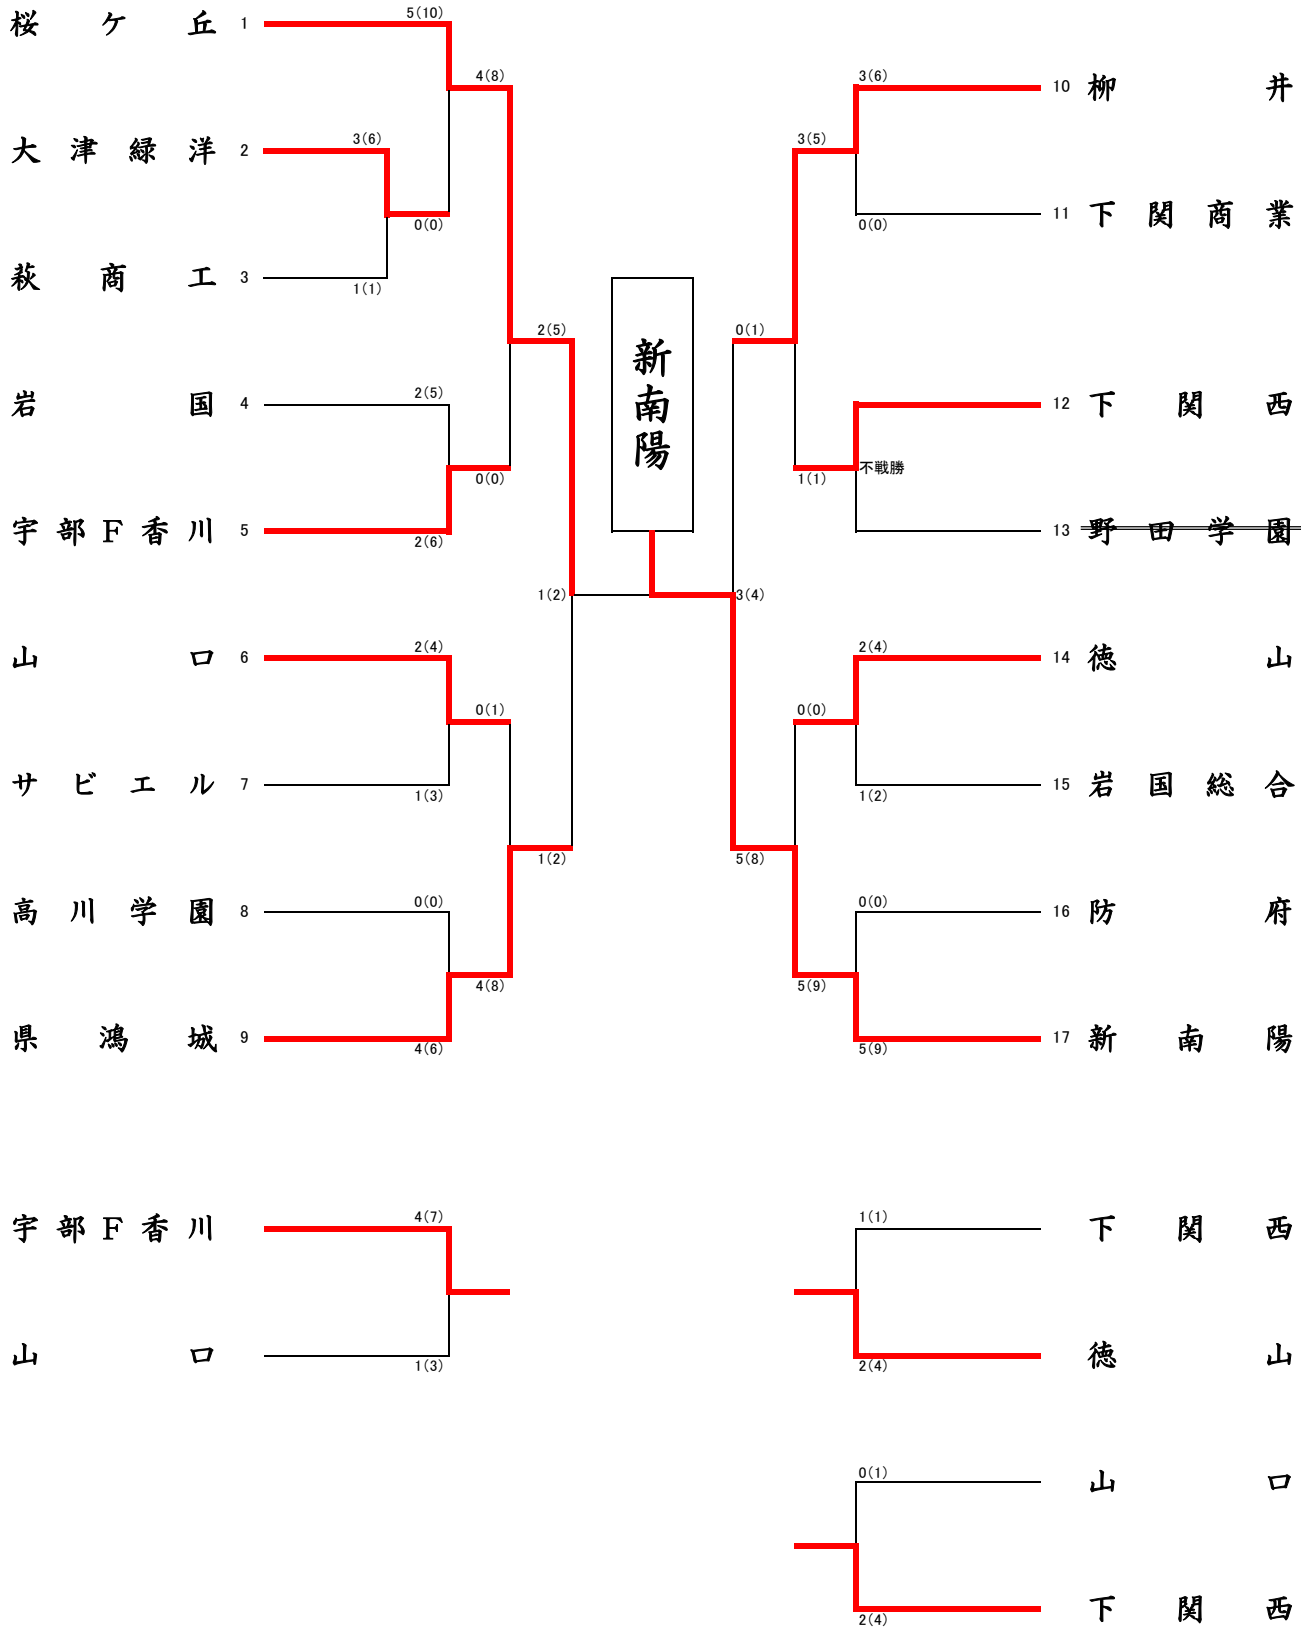 桜ケ丘 1 5(10)
4(8)
3(6) 10 柳井
大津緑洋 2 3(6)
3(5)
0(0)
0(0) 11 下関商業
萩商工 3 1(1)
2(5)
0(1)
新南陽
岩国 4 2(5)
12 下関西
0(0)
1(1) 不戦勝
宇部F香川 5 2(6)
13 野田学園
1(2)
3(4)
山口 6 2(4)
2(4) 14 徳山
0(1)
0(0)
サビエル 7 1(3)
1(2) 15 岩国総合
1(2)
5(8)
高川学園 8 0(0)
0(0) 16 防府
4(8)
5(9)
県鴻城 9 4(6)
5(9) 17 新南陽
宇部F香川 4(7)
1(1) 下関西
山口 1(3)
2(4) 徳山
0(1) 山口
2(4) 下関西